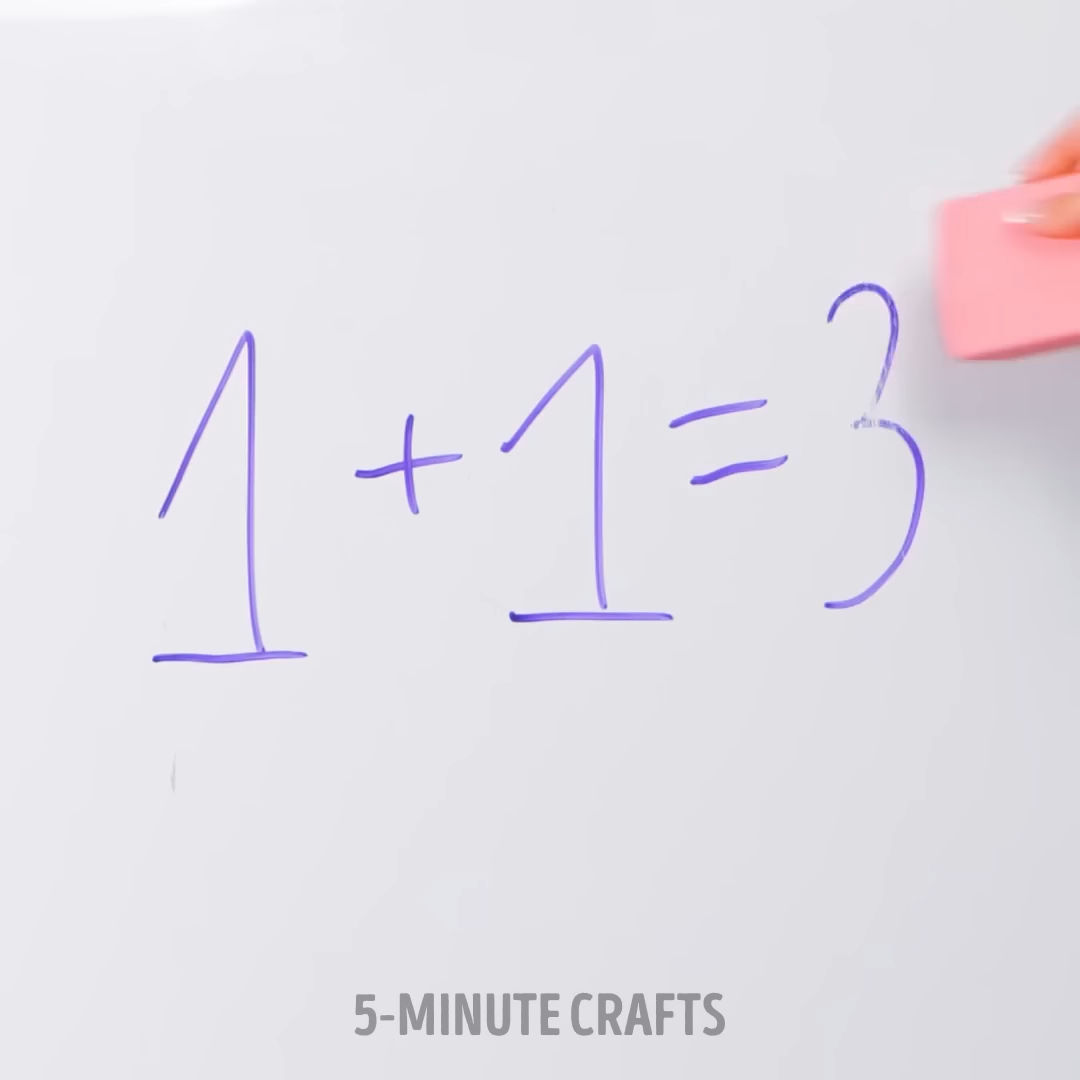 1 + 1 = 3
5-MINUTE CRAFTS